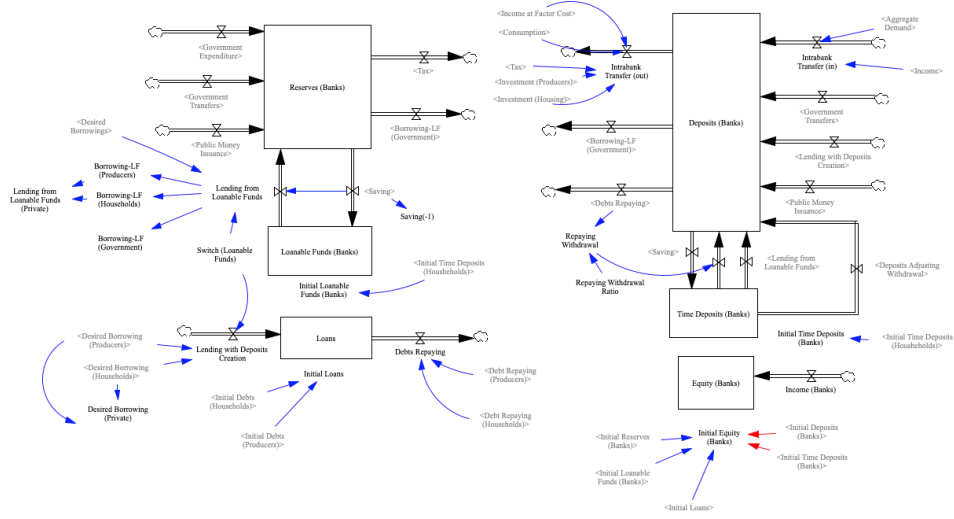 <Government
Expenditure>
<Government
Transfers>
<Public Money
Issuance>
Reserves (Banks)
<Tax>
<Borrowing-LF
(Government)>
<Desired
Borrowings>
Borrowing-LF
(Producers)
Lending from
Loanable Funds
(Private)
Borrowing-LF
(Households)
Lending from
Loanable Funds
Borrowing-LF
(Government)
<Saving>
Saving(-1)
Switch (Loanable
Funds)
Loanable Funds (Banks)
Initial Loanable
Funds (Banks)
<Initial Time Deposits
(Househeholds)>
<Desired Borrowing
(Producers)>
<Desired Borrowing
(Households)>
Desired Borrowing
(Private)
Lending with Deposits
Creation
Loans
Debts Repaying
Initial Loans
<Initial Debts
(Households)>
<Initial Debts
(Producers)>
<Debt Repaying
(Producers)>
<Debt Repaying
(Households)>
<Income at Factor Cost>
<Consumption>
<Tax>
<Investment (Producers)>
<Investment (Housing)>
Intrabank
Transfer (out)
<Borrowing-LF
(Government)>
<Debts Repaying>
Repaying
Withdrawal
Repaying Withdrawal
Ratio
Deposits (Banks)
<Aggregate
Demand>
Intrabank
Transfer (in)
<Income>
<Government
Transfers>
<Lending with Deposits
Creation>
<Public Money
Issuance>
<Saving>
<Lending from
Loanable Funds>
<Deposits Adjusting
Withdrawal>
Time Deposits (Banks)
Initial Time Deposits
(Banks)
<Initial Time Deposits
(Househeholds)>
Equity (Banks)
Income (Banks)
<Initial Reserves
(Banks)>
Initial Equity
(Banks)
<Initial Deposits
(Banks)>
<Initial Time Deposits
(Banks)>
<Initial Loanable
Funds (Banks)>
<Initial Loans>